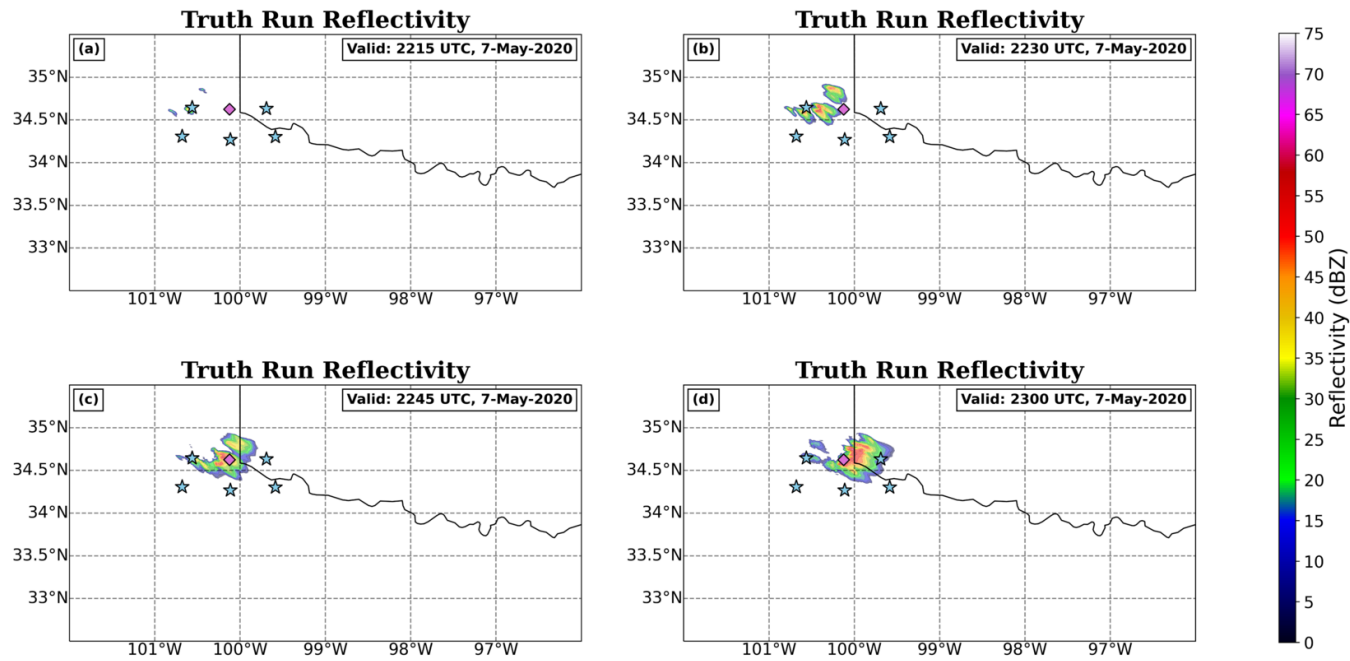 Truth Run Reflectivity
(a)
Valid: 2215 UTC, 7-May-2020
35°N
34.5°N
34°N
33.5°N
33°N
101°W 100°W 99°W 98°W 97°W
Truth Run Reflectivity
(b)
Valid: 2230 UTC, 7-May-2020
35°N
34.5°N
34°N
33.5°N
33°N
101°W 100°W 99°W 98°W 97°W
Truth Run Reflectivity
(c)
Valid: 2245 UTC, 7-May-2020
35°N
34.5°N
34°N
33.5°N
33°N
101°W 100°W 99°W 98°W 97°W
Truth Run Reflectivity
(d)
Valid: 2300 UTC, 7-May-2020
35°N
34.5°N
34°N
33.5°N
33°N
101°W 100°W 99°W 98°W 97°W
75
70
65
60
55
50
45
40
35
30
25
20
15
10
5
0
Reflectivity (dBZ)